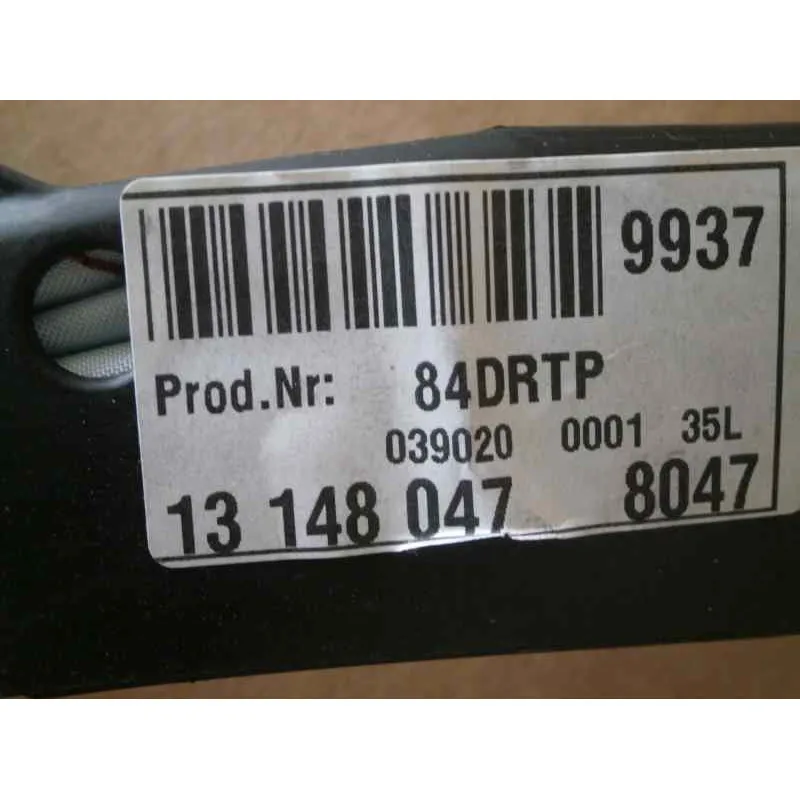 9937
Prod.Nr: 84DRTP
039020 0001 35L
13 148 047 8047